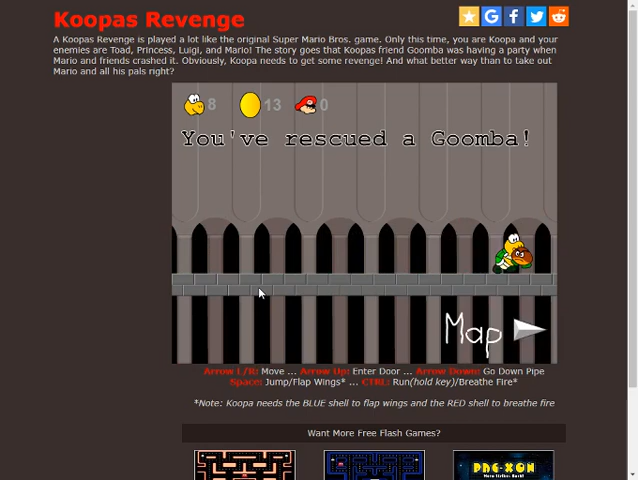 Koopas Revenge
A Koopas Revenge is played a lot like the original Super Mario Bros. game. Only this time, you are Koopa and your
enemies are Toad, Princess, Luigi, and Mario! The story goes that Koopas friend Goomba was having a party when
Mario and friends crashed it. Obviously, Koopa needs to get some revenge! And what better way than to take out
Mario and all his pals right?
8 13 0
You've rescued a Goomba!
Map
Arrow L/R: Move ... Arrow Up: Enter Door ... Arrow Down: Go Down Pipe
Space: Jump/Flap Wings* ... CTRL: Run(hold key)/Breathe Fire*
*Note: Koopa needs the BLUE shell to flap wings and the RED shell to breathe fire
Want More Free Flash Games?
PAC-XON